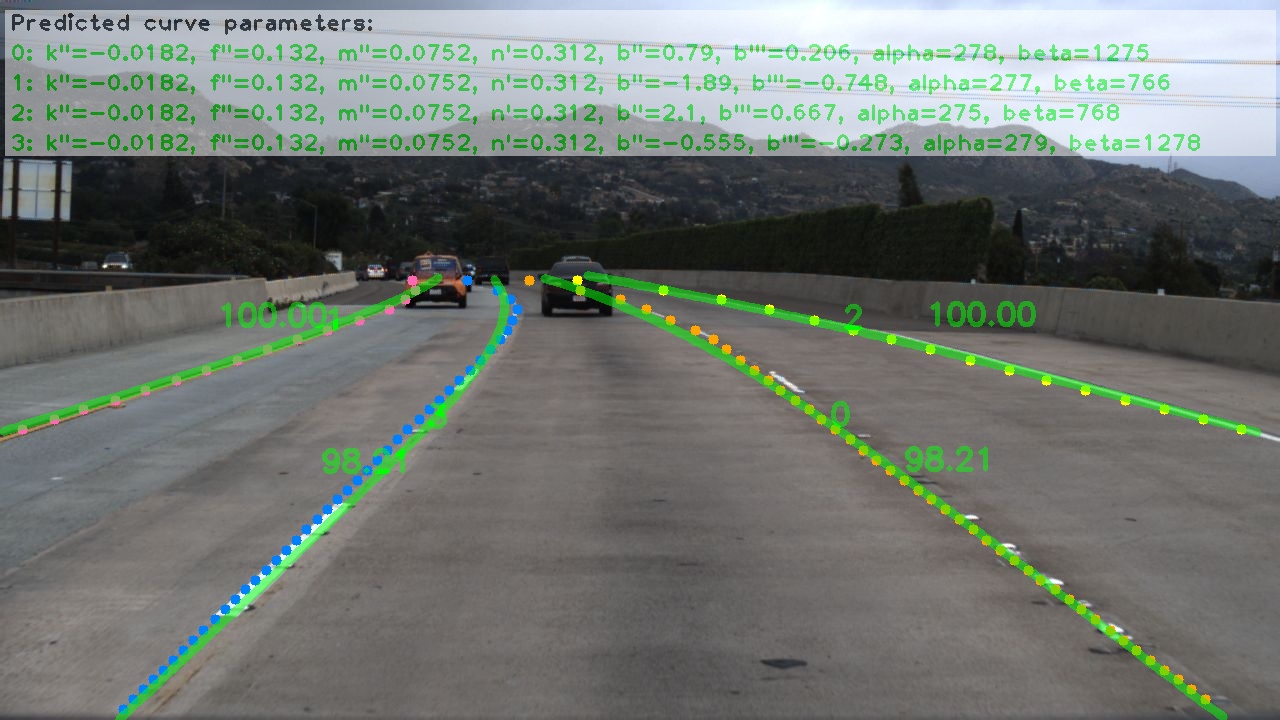 Predicted curve parameters:
0: k''=-0.0182, f''=0.132, m''=0.0752, n'=0.312, b''=0.79, b'''=0.206, alpha=278, beta=1275
1: k''=-0.0182, f''=0.132, m''=0.0752, n'=0.312, b''=-1.89, b'''=-0.748, alpha=277, beta=766
2: k''=-0.0182, f''=0.132, m''=0.0752, n'=0.312, b''=2.1, b'''=0.667, alpha=275, beta=768
3: k''=-0.0182, f''=0.132, m''=0.0752, n'=0.312, b''=-0.555, b'''=-0.273, alpha=279, beta=1278
100.00 1
2 100.00
0
98.21